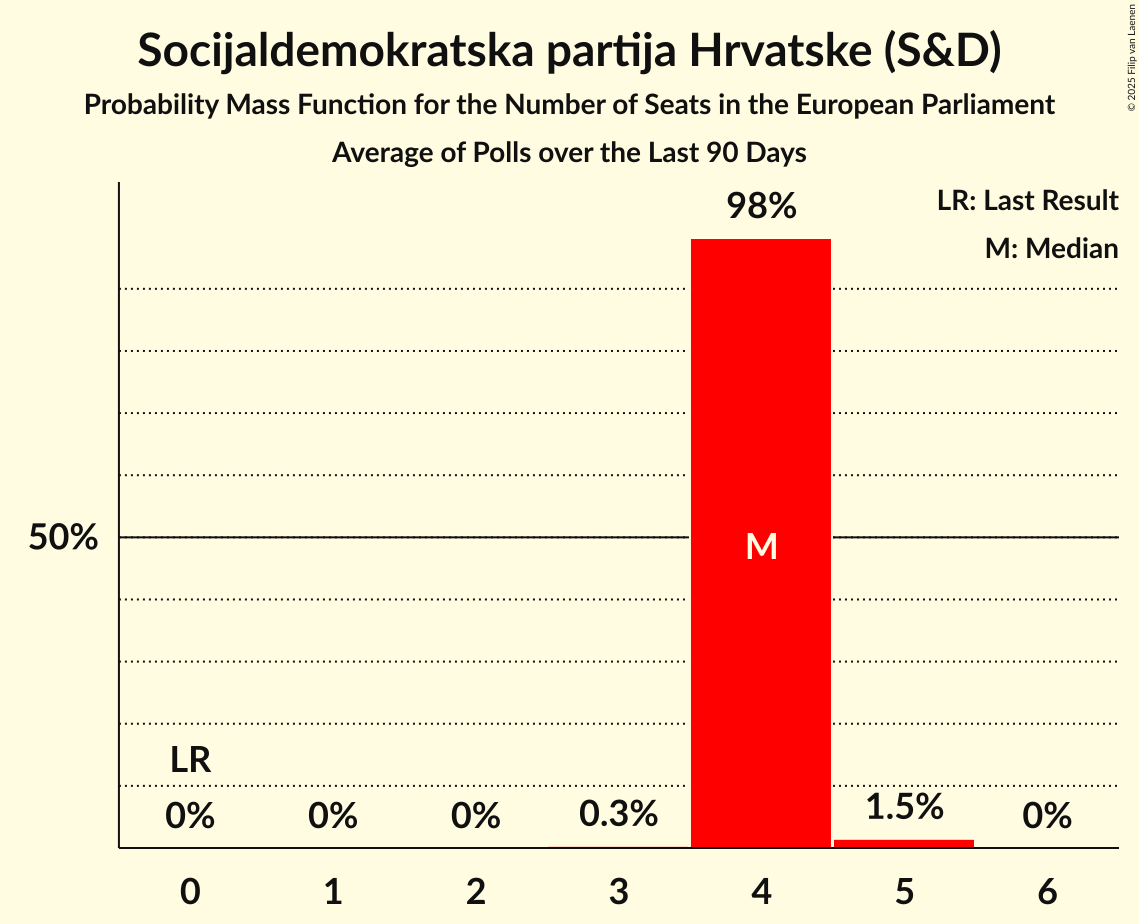 Socijaldemokratska partija Hrvatske (S&D)
Probability Mass Function for the Number of Seats in the European Parliament
Average of Polls over the Last 90 Days
© 2025 Filip van Laenen
LR: Last Result
M: Median
98%
50%
M
LR
0%
0%
0%
0.3%
1.5%
0%
0
1
2
3
4
5
6